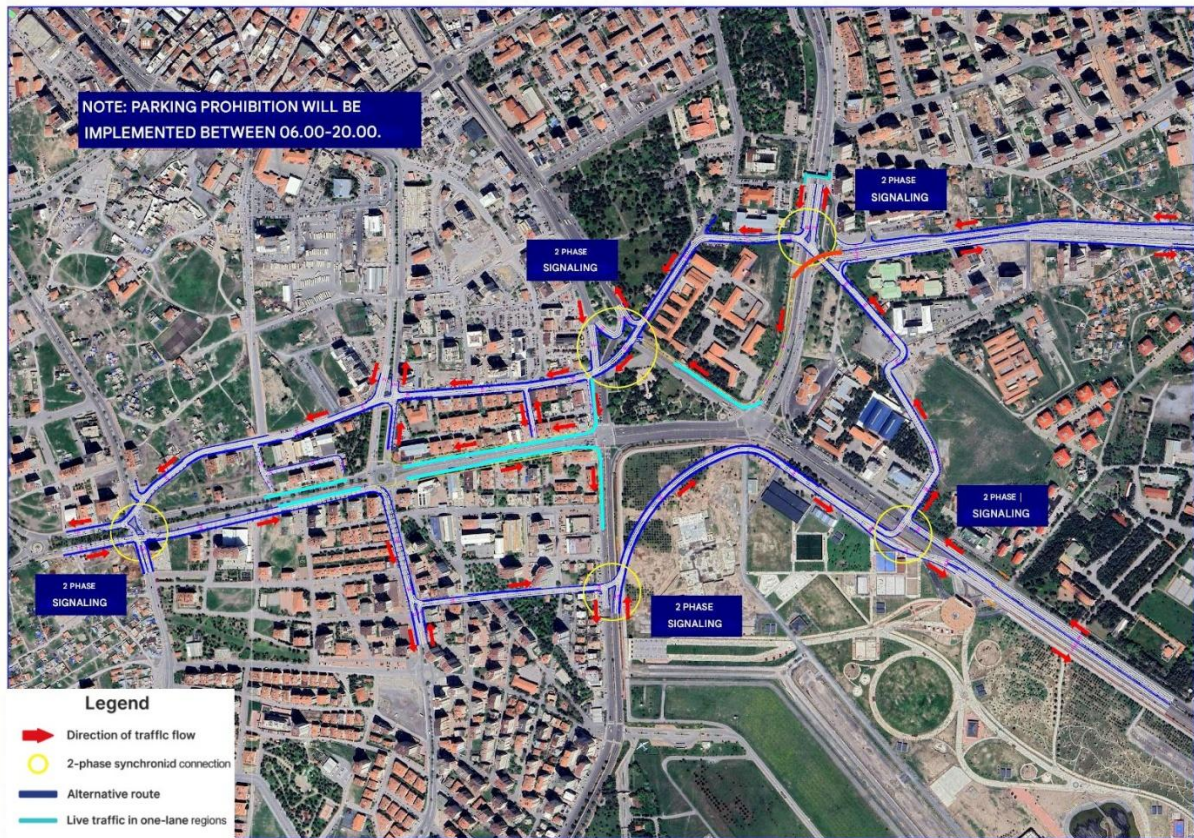 NOTE: PARKING PROHIBITION WILL BE
IMPLEMENTED BETWEEN 06.00-20.00.
2 PHASE
SIGNALING
2 PHASE
SIGNALING
2 PHASE |
SIGNALING
2 PHASE
SIGNALING
2 PHASE
SIGNALING
Legend
Direction of traffic flow
2-phase synchronid connection
Alternative route
Live traffic in one-lane regions